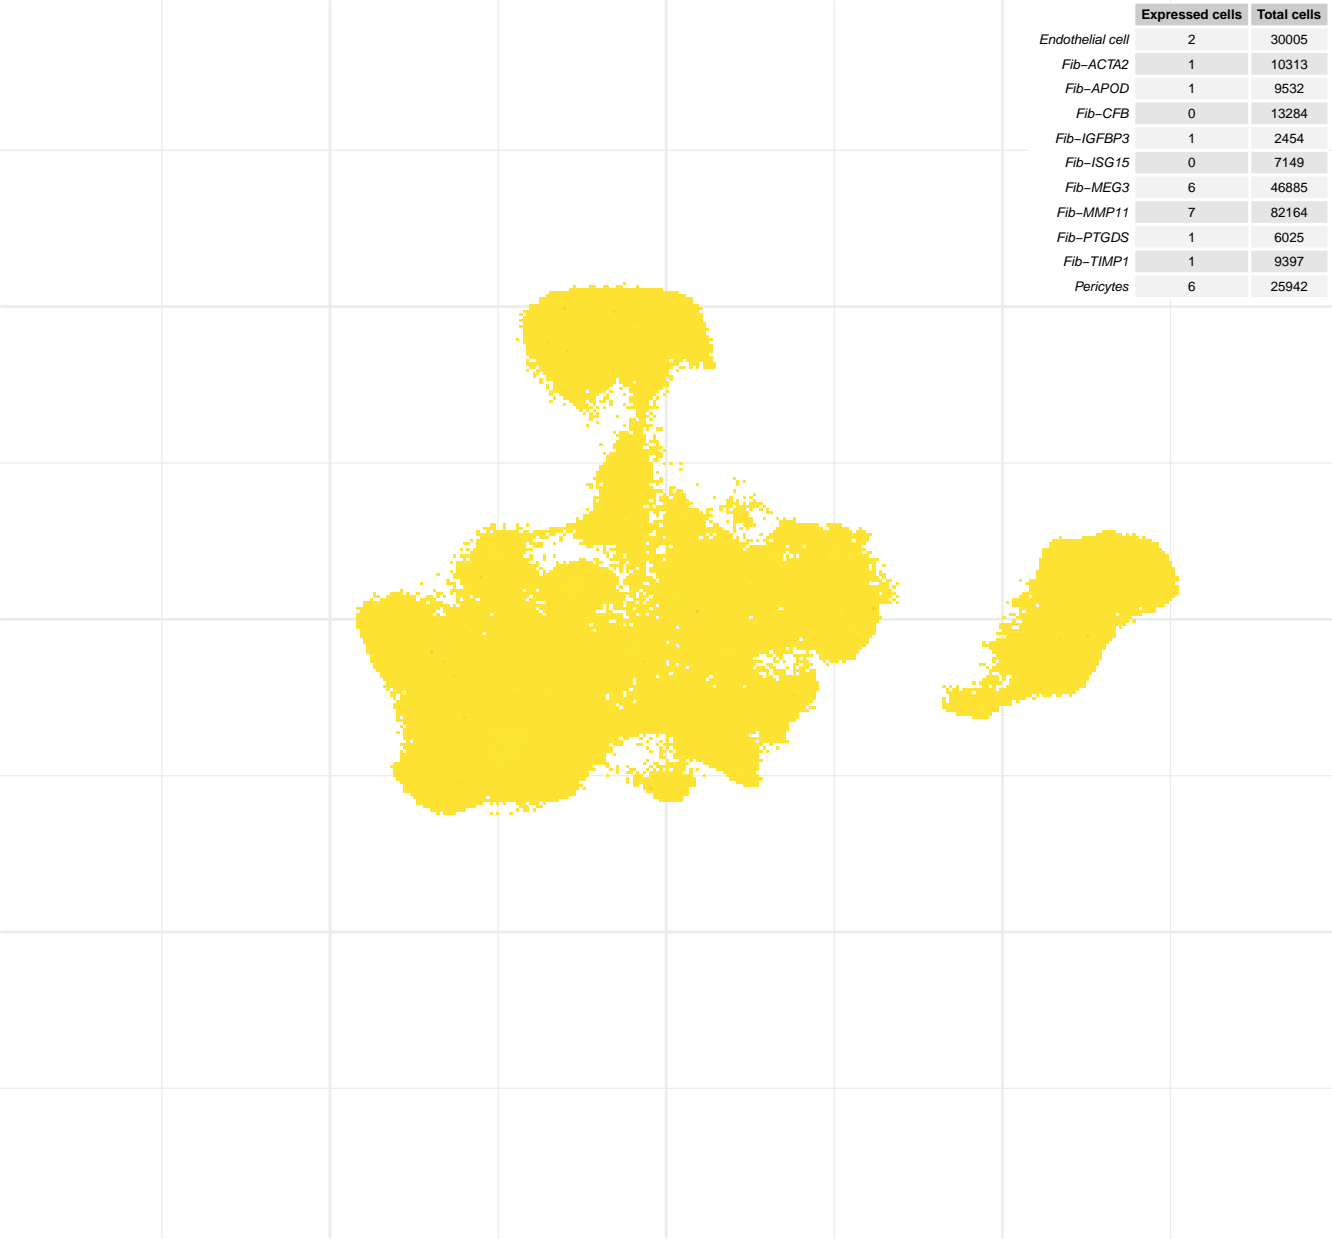 Expressed cells Total cells
Endothelial cell 2 30005
Fib−ACTA2 1 10313
Fib−APOD 1 9532
Fib−CFB 0 13284
Fib−IGFBP3 1 2454
Fib−ISG15 0 7149
Fib−MEG3 6 46885
Fib−MMP11 7 82164
Fib−PTGDS 1 6025
Fib−TIMP1 1 9397
Pericytes 6 25942